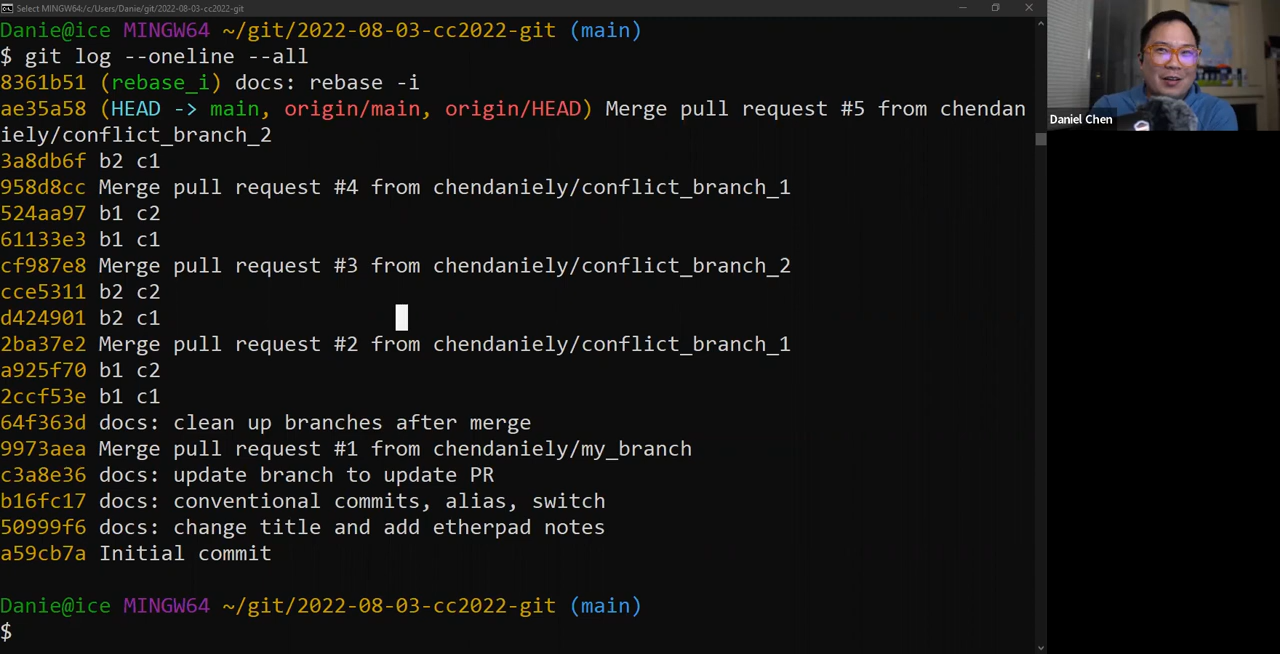 Select MINGW64:/c/Users/Danie/git/2022-08-03-cc2022-git
Danie@ice MINGW64 ~/git/2022-08-03-cc2022-git (main)
$ git log --oneline --all
8361b51 (rebase_i) docs: rebase -i
ae35a58 (HEAD -> main, origin/main, origin/HEAD) Merge pull request #5 from chendan
iely/conflict_branch_2
3a8db6f b2 c1
958d8cc Merge pull request #4 from chendaniely/conflict_branch_1
524aa97 b1 c2
61133e3 b1 c1
cf987e8 Merge pull request #3 from chendaniely/conflict_branch_2
cce5311 b2 c2
d424901 b2 c1
2ba37e2 Merge pull request #2 from chendaniely/conflict_branch_1
a925f70 b1 c2
2ccf53e b1 c1
64f363d docs: clean up branches after merge
9973aea Merge pull request #1 from chendaniely/my_branch
c3a8e36 docs: update branch to update PR
b16fc17 docs: conventional commits, alias, switch
50999f6 docs: change title and add etherpad notes
a59cb7a Initial commit
Danie@ice MINGW64 ~/git/2022-08-03-cc2022-git (main)
$
Daniel Chen